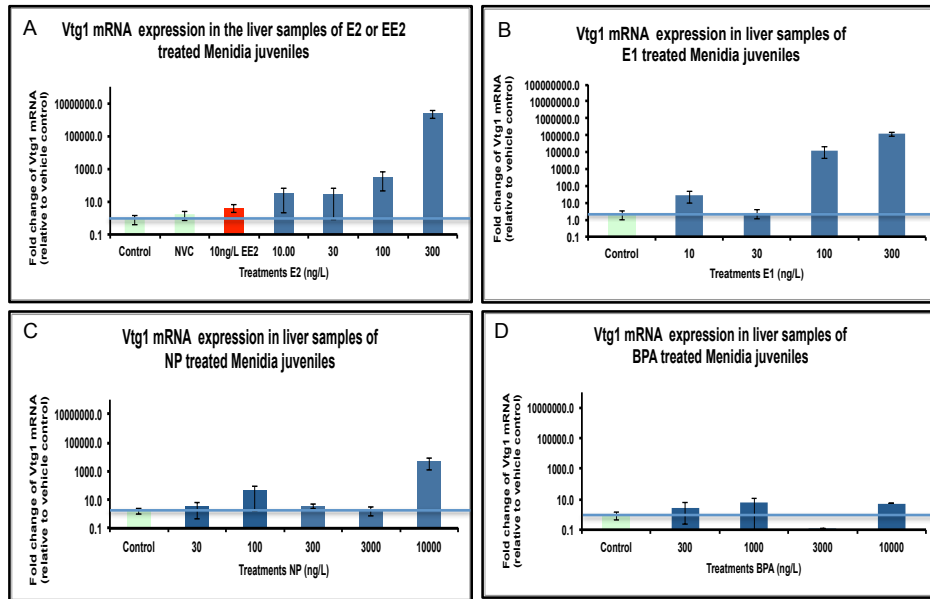 A
Vtg1 mRNA expression in the liver samples of E2 or EE2
treated Menidia juveniles
Fold change of Vtg1 mRNA
(relative to vehicle control)
10000000.0
100000.0
1000.0
10.0
0.1
Control NVC 10ng/L EE2 10.00 30 100 300
Treatments E2 (ng/L)
B
Vtg1 mRNA expression in liver samples of
E1 treated Menidia juveniles
Fold change of Vtg1 mRNA
(relative to vehicle control)
100000000.0
10000000.0
1000000.0
100000.0
10000.0
1000.0
100.0
10.0
1.0
0.1
Control 10 30 100 300
Treatments E1 (ng/L)
C
Vtg1 mRNA expression in liver samples of
NP treated Menidia juveniles
Fold change of Vtg1 mRNA
(relative to vehicle control)
10000000.0
100000.0
1000.0
10.0
0.1
Control 30 100 300 3000 10000
Treatments NP (ng/L)
D
Vtg1 mRNA expression in liver samples of
BPA treated Menidia juveniles
Fold change of Vtg1 mRNA
(relative to vehicle control)
10000000.0
100000.0
1000.0
10.0
0.1
Control 300 1000 3000 10000
Treatments BPA (ng/L)